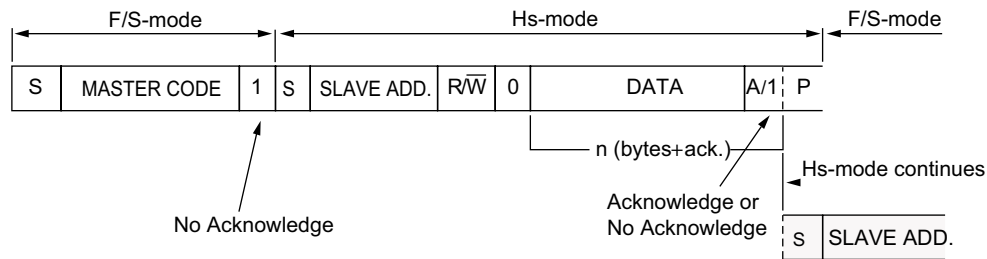 F/S-mode Hs-mode F/S-mode
S MASTER CODE 1 S SLAVE ADD. R/W̅ 0 DATA A/1 P
n (bytes+ack.)
Hs-mode continues
No Acknowledge
Acknowledge or
No Acknowledge
S SLAVE ADD.